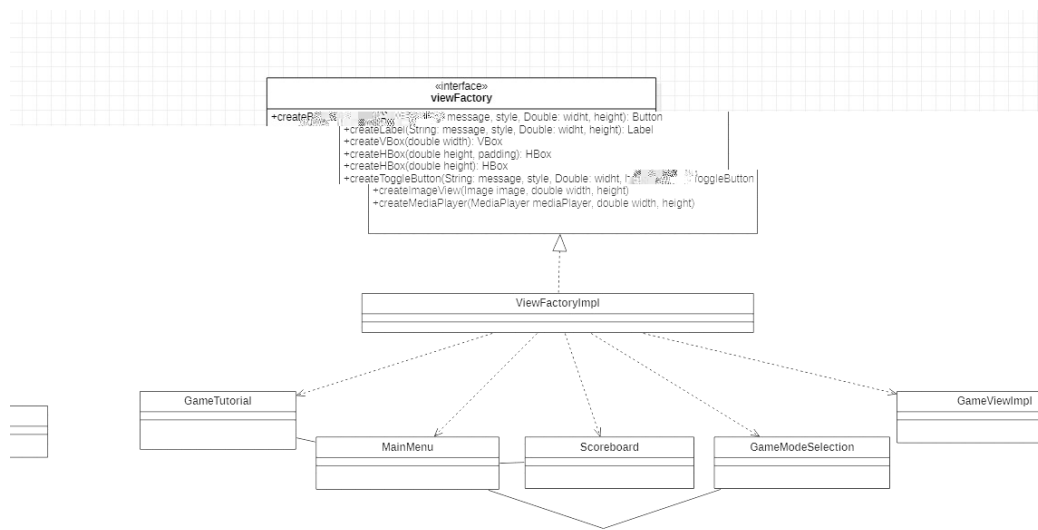 «interface»
viewFactory
message, style, Double: widht, height): Button
+createLabel(String: message, style, Double: widht, height): Label
+createVBox(double width): VBox
+createHBox(double height, padding): HBox
+createHBox(double height): HBox
+createToggleButton(String: message, style, Double: widht, ToggleButton
+createImageView(Image image, double width, height)
+createMediaPlayer(MediaPlayer mediaPlayer, double width, height)
ViewFactoryImpl
GameTutorial
GameViewImpl
MainMenu
Scoreboard
GameModeSelection